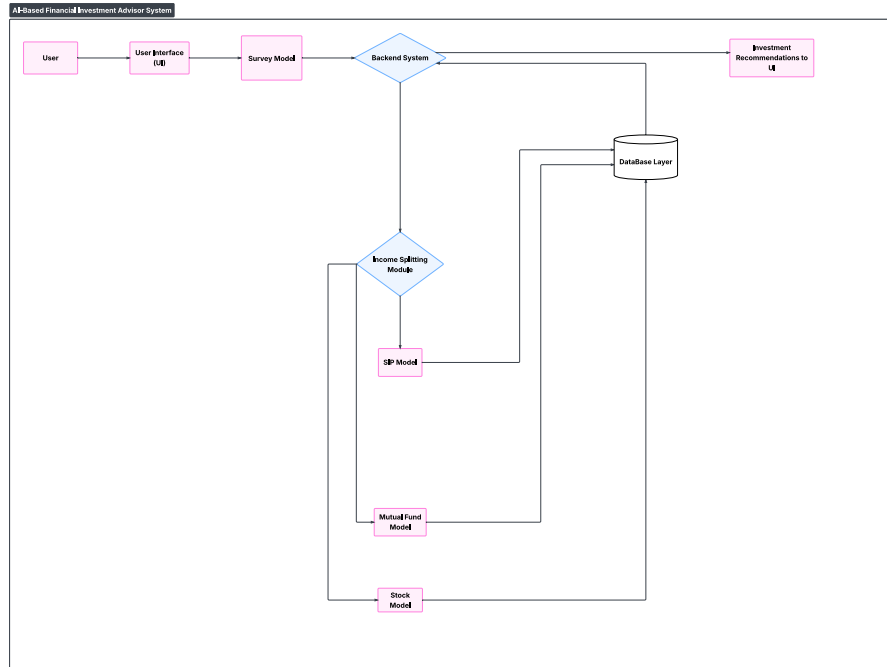 AI-Based Financial Investment Advisor System
User
User Interface
(UI)
Survey Model
Backend System
Investment
Recommendations to
UI
DataBase Layer
Income Splitting
Module
SIP Model
Mutual Fund
Model
Stock
Model